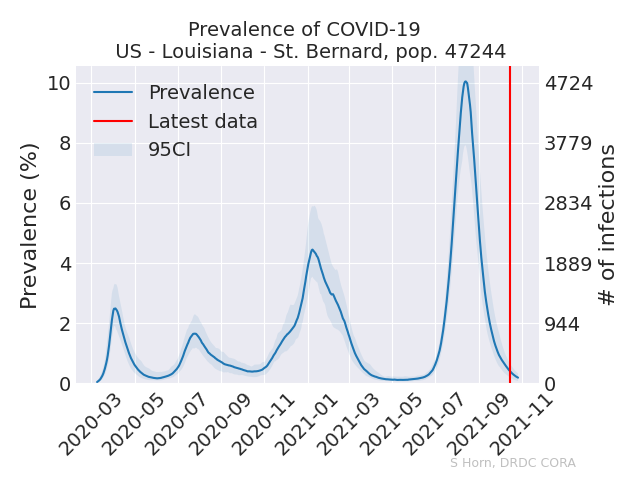 Prevalence of COVID-19
US - Louisiana - St. Bernard, pop. 47244
Prevalence
Latest data
95CI
Prevalence (%)
10
8
6
4
2
0
4724
3779
2834
1889
944
0
# of infections
2020-03
2020-05
2020-07
2020-09
2020-11
2021-01
2021-03
2021-05
2021-07
2021-09
2021-11
S Horn, DRDC CORA